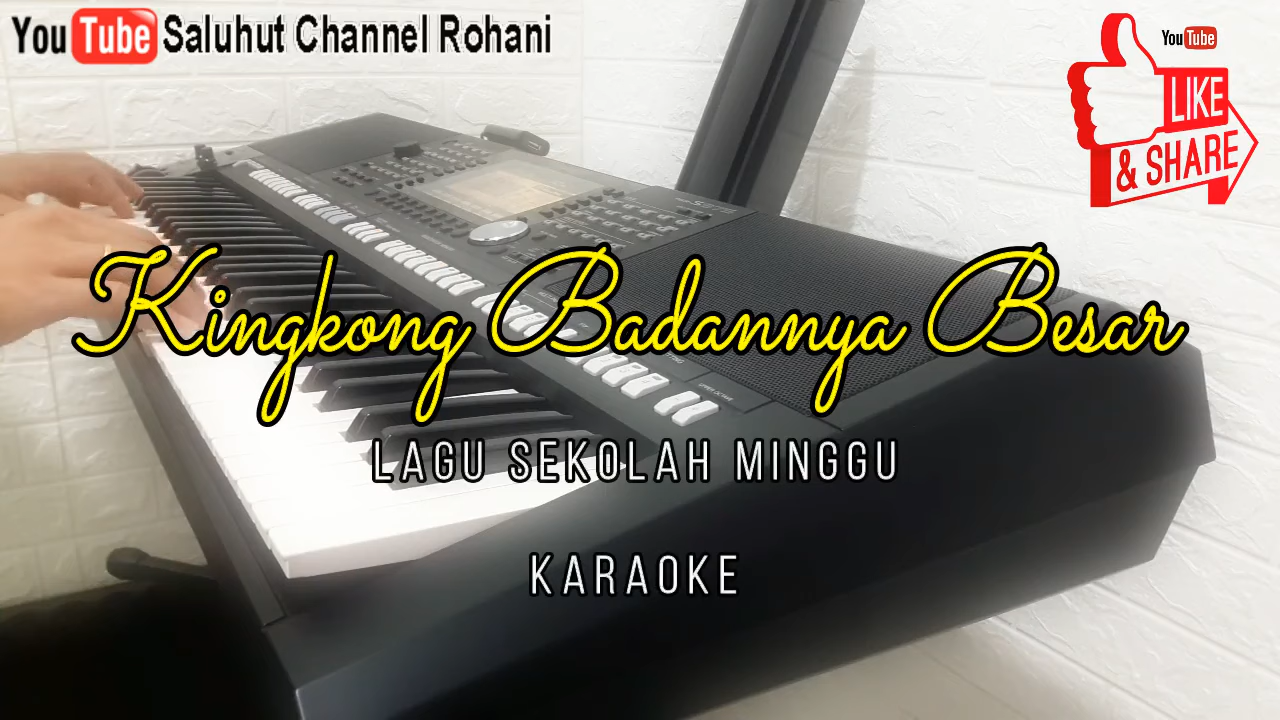 YouTube Saluhut Channel Rohani
YouTube
LIKE
& SHARE
Kingkong Badannya Besar
LAGU SEKOLAH MINGGU
KARAOKE